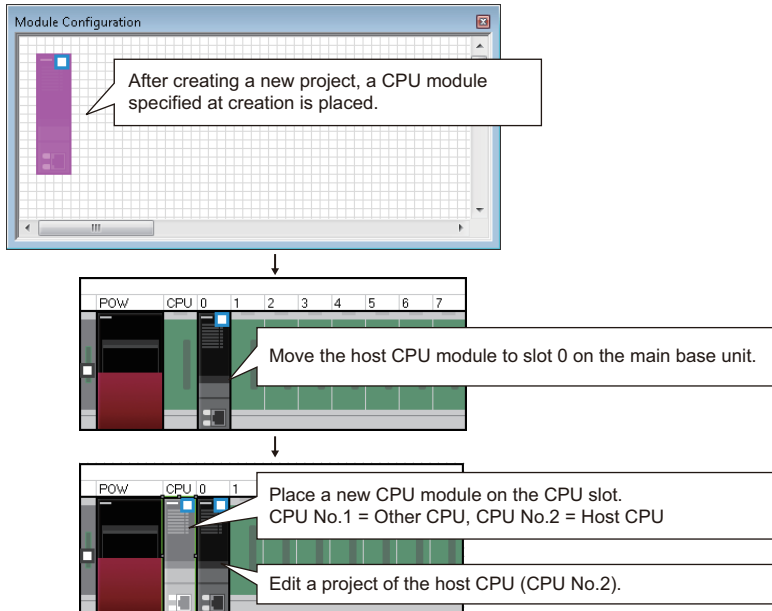 Module Configuration
After creating a new project, a CPU module
specified at creation is placed.
POW CPU 0 1 2 3 4 5 6 7
Move the host CPU module to slot 0 on the main base unit.
POW CPU 0 1
Place a new CPU module on the CPU slot.
CPU No.1 = Other CPU, CPU No.2 = Host CPU
Edit a project of the host CPU (CPU No.2).